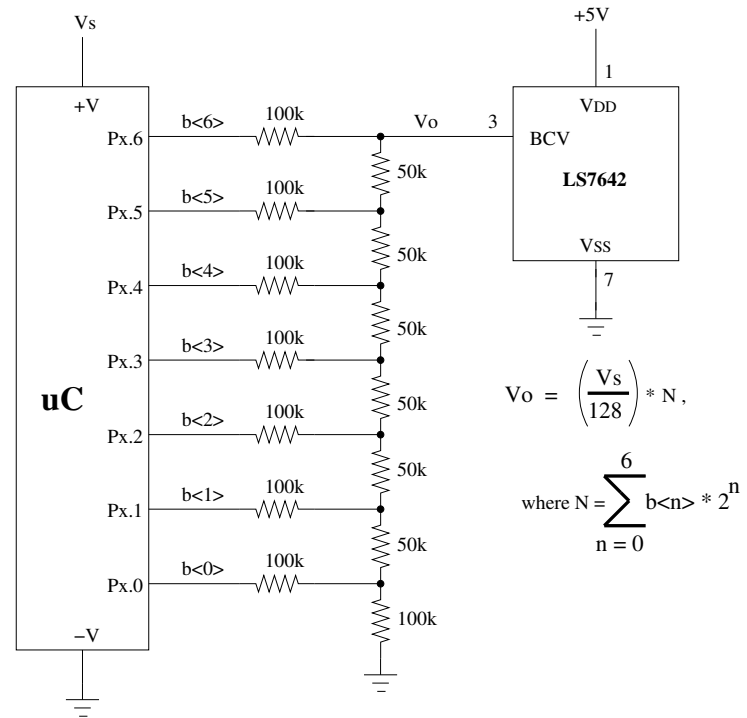 Vs
+5V
1
+V
VDD
Px.6
b<6>
100k
Vo
3
BCV
50k
LS7642
Px.5
b<5>
100k
50k
VSS
7
Px.4
b<4>
100k
50k
Px.3
b<3>
100k
uC
50k
Vo = (Vs/128) * N,
Px.2
b<2>
100k
50k
6
where N = ∑ b<n> * 2^n
n = 0
Px.1
b<1>
100k
50k
Px.0
b<0>
100k
100k
−V